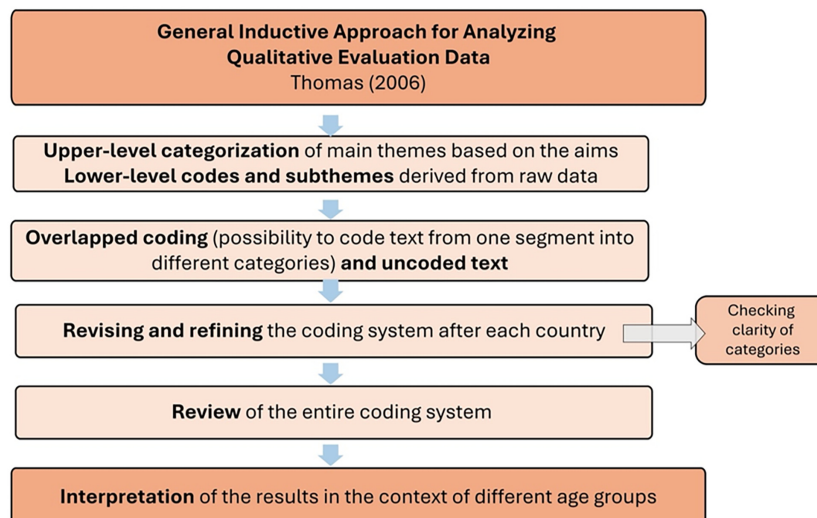 General Inductive Approach for Analyzing
Qualitative Evaluation Data
Thomas (2006)
Upper-level categorization of main themes based on the aims
Lower-level codes and subthemes derived from raw data
Overlapped coding (possibility to code text from one segment into
different categories) and uncoded text
Revising and refining the coding system after each country
Checking
clarity of
categories
Review of the entire coding system
Interpretation of the results in the context of different age groups